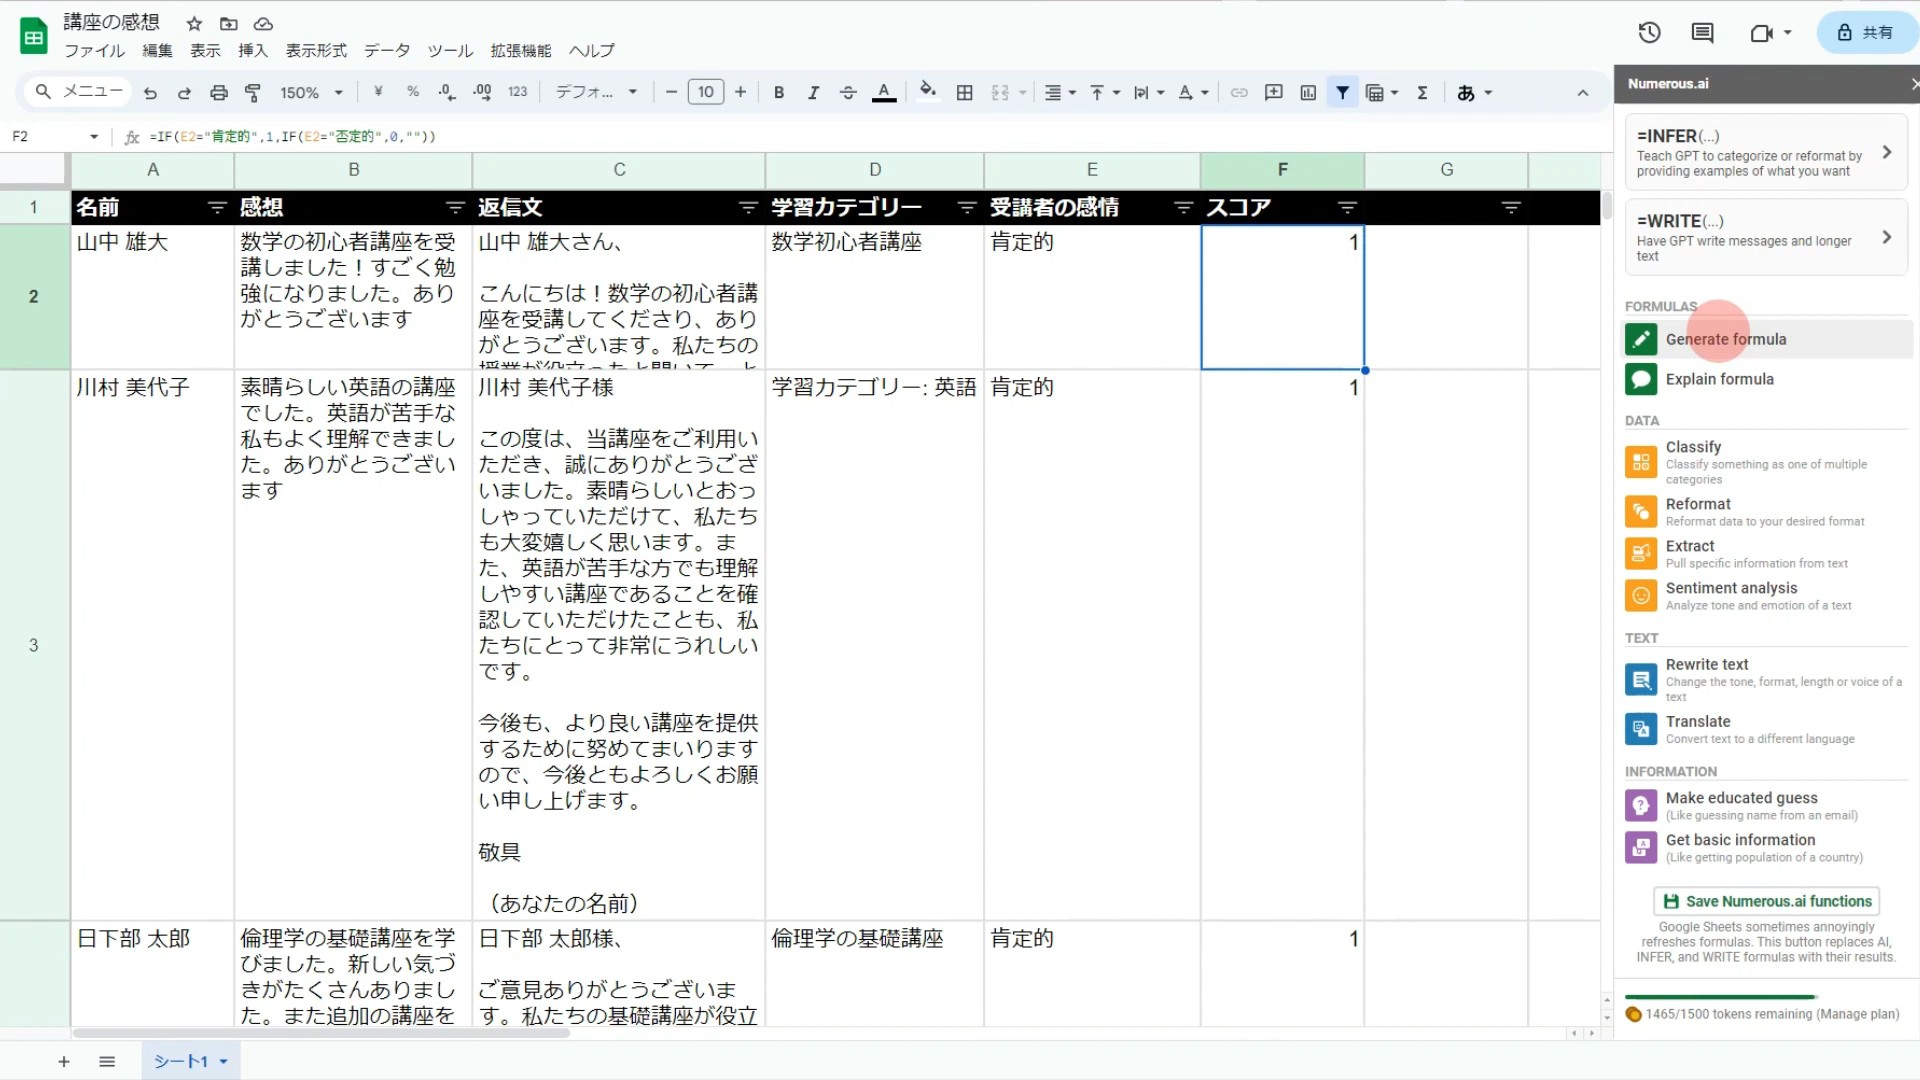 講座の感想
ファイル 編集 表示 挿入 表示形式 データ ツール 拡張機能 ヘルプ
共有
メニュー 150% ¥ % .0 .00 123 デフォ... 10 B I A あ
F2 fx =IF(E2="肯定的",1,IF(E2="否定的",0,""))
A B C D E F G
1 名前 感想 返信文 学習カテゴリー 受講者の感情 スコア
2
山中 雄大
数学の初心者講座を受
講しました！すごく勉
強になりました。あり
がとうございます
山中 雄大さん、
こんにちは！数学の初心者講
座を受講してくださり、あり
がとうございます。私たちの
授業が役立ったと聞いて、と
数学初心者講座
肯定的
1
3
川村 美代子
素晴らしい英語の講座
でした。英語が苦手な
私もよく理解できまし
た。ありがとうござい
ます
川村 美代子様
この度は、当講座をご利用い
ただき、誠にありがとうござ
いました。素晴らしいとおっ
しゃっていただけて、私たち
も大変嬉しく思います。ま
た、英語が苦手な方でも理解
しやすい講座であることを確
認していただけたことも、私
たちにとって非常にうれしい
です。
今後も、より良い講座を提供
するために努めてまいります
ので、今後ともよろしくお願
い申し上げます。
敬具
（あなたの名前）
学習カテゴリー: 英語
肯定的
1
日下部 太郎
倫理学の基礎講座を学
びました。新しい気づ
きがたくさんありまし
た。また追加の講座を
日下部 太郎様、
ご意見ありがとうございま
す。私たちの基礎講座が役立
倫理学の基礎講座
肯定的
1
シート1
Numerous.ai
=INFER(...)
Teach GPT to categorize or reformat by
providing examples of what you want
=WRITE(...)
Have GPT write messages and longer
text
FORMULAS
Generate formula
Explain formula
DATA
Classify
Classify something as one of multiple
categories
Reformat
Reformat data to your desired format
Extract
Pull specific information from text
Sentiment analysis
Analyze tone and emotion of a text
TEXT
Rewrite text
Change the tone, format, length or voice of a
text
Translate
Convert text to a different language
INFORMATION
Make educated guess
(Like guessing name from an email)
Get basic information
(Like getting population of a country)
Save Numerous.ai functions
Google Sheets sometimes annoyingly
refreshes formulas. This button replaces AI,
INFER, and WRITE formulas with their results.
1465/1500 tokens remaining (Manage plan)